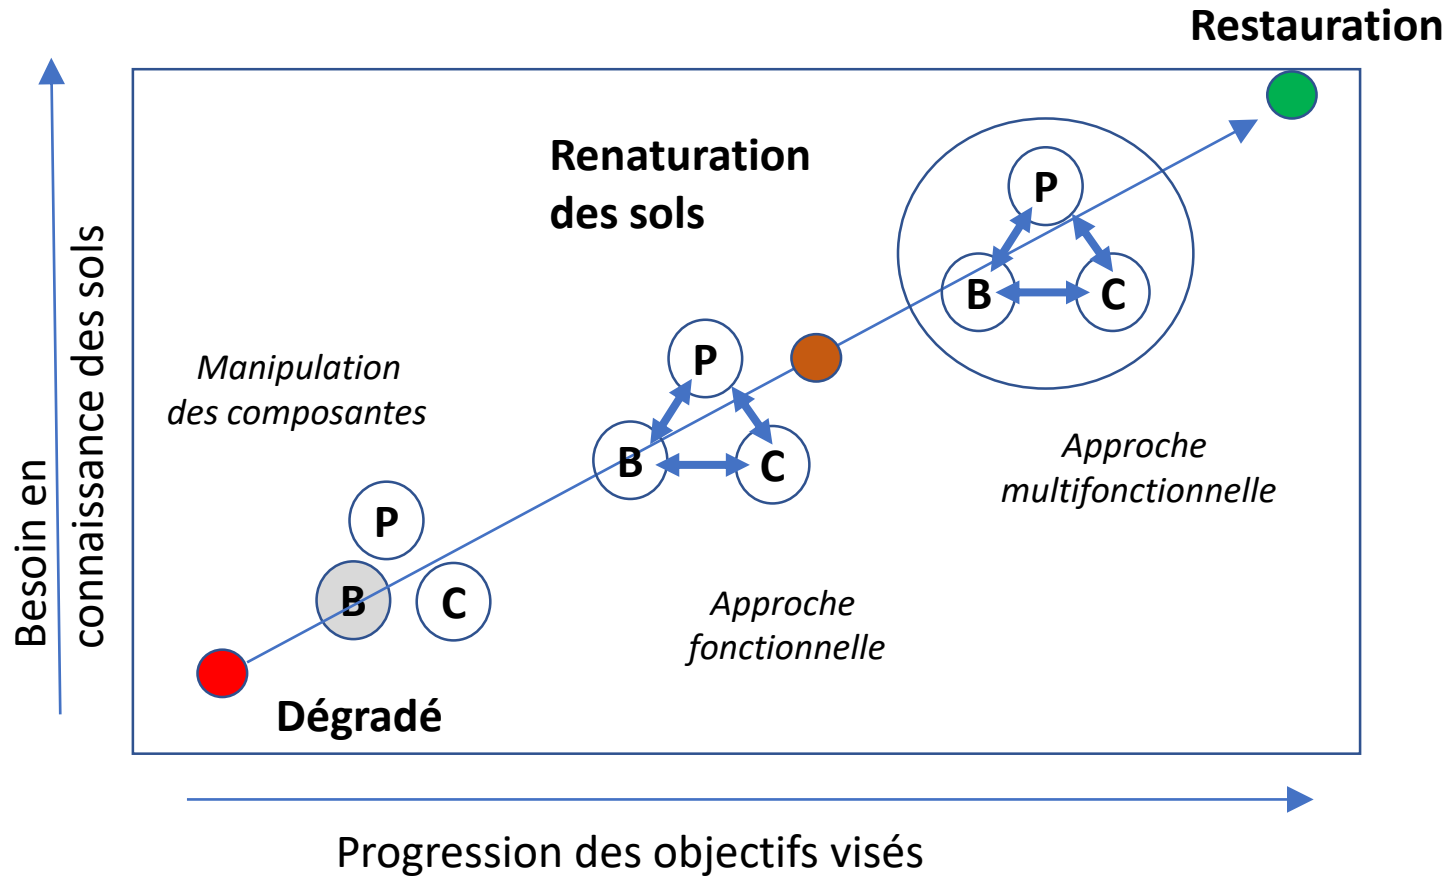 Restauration
Renaturation
des sols
P
B
C
Manipulation
des composantes
P
B
C
Approche
multifonctionnelle
P
B
C
Approche
fonctionnelle
Dégradé
Besoin en
connaissance des sols
Progression des objectifs visés